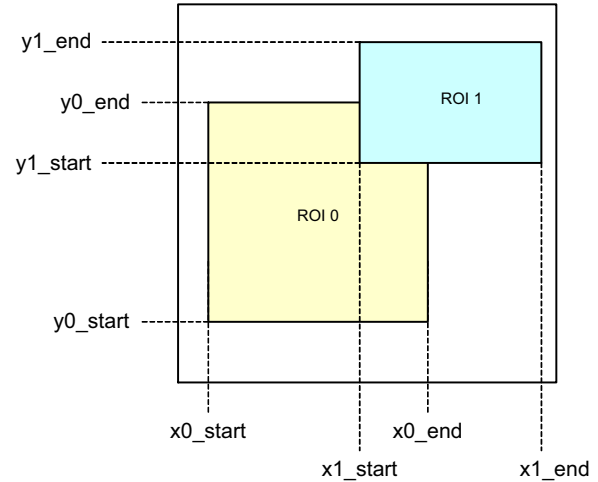 y1_end
y0_end
ROI 1
y1_start
ROI 0
y0_start
x0_start
x0_end
x1_start
x1_end